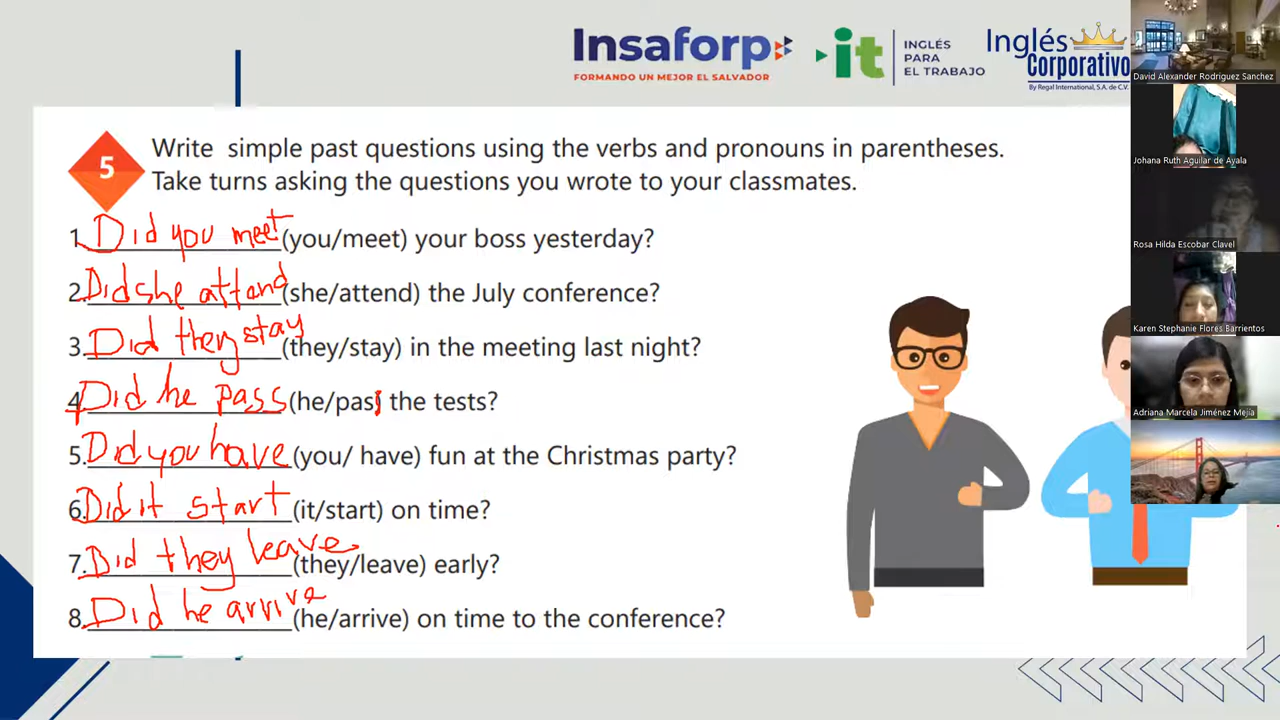 Insaforp
FORMANDO UN MEJOR EL SALVADOR
it
INGLÉS PARA EL TRABAJO
Inglés Corporativo
By Regal International, S.A. de C.V.
5
Write simple past questions using the verbs and pronouns in parentheses.
Take turns asking the questions you wrote to your classmates.
1. Did you meet (you/meet) your boss yesterday?
2. Did she attend (she/attend) the July conference?
3. Did they stay (they/stay) in the meeting last night?
4. Did he pass (he/pass) the tests?
5. Did you have (you/ have) fun at the Christmas party?
6. Did it start (it/start) on time?
7. Did they leave (they/leave) early?
8. Did he arrive (he/arrive) on time to the conference?
David Alexander Rodriguez Sanchez
Johana Ruth Aguilar de Ayala
Rosa Hilda Escobar Clavel
Karen Stephanie Flores Barrientos
Adriana Marcela Jiménez Mejía